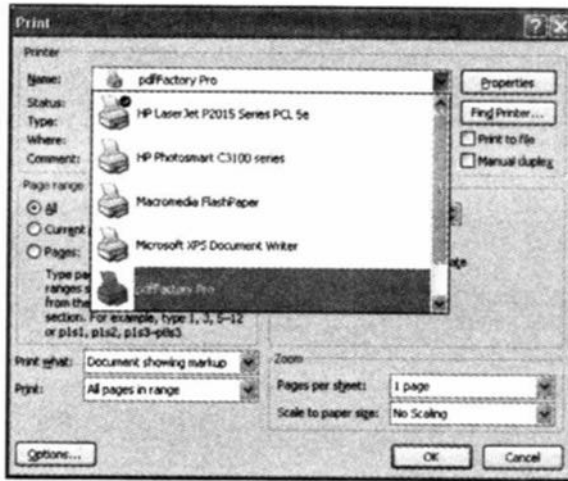 Print
Printer
Name: pdfFactory Pro Properties
Status: HP LaserJet P2015 Series PCL 5e Find Printer...
Type:
Where: HP Photosmart C3100 series Print to file
Comment: Manual duplex
Page range Macromedia FlashPaper
All
Current
Pages: Microsoft XPS Document Writer
Type pa pdfFactory Pro
ranges s
from the
section. For example, type 1, 3, 5–12
or p1s1, p1s2, p1s3–p8s3
Print what: Document showing markup Zoom
Print: All pages in range Pages per sheet: 1 page
Scale to paper size: No Scaling
Options... OK Cancel